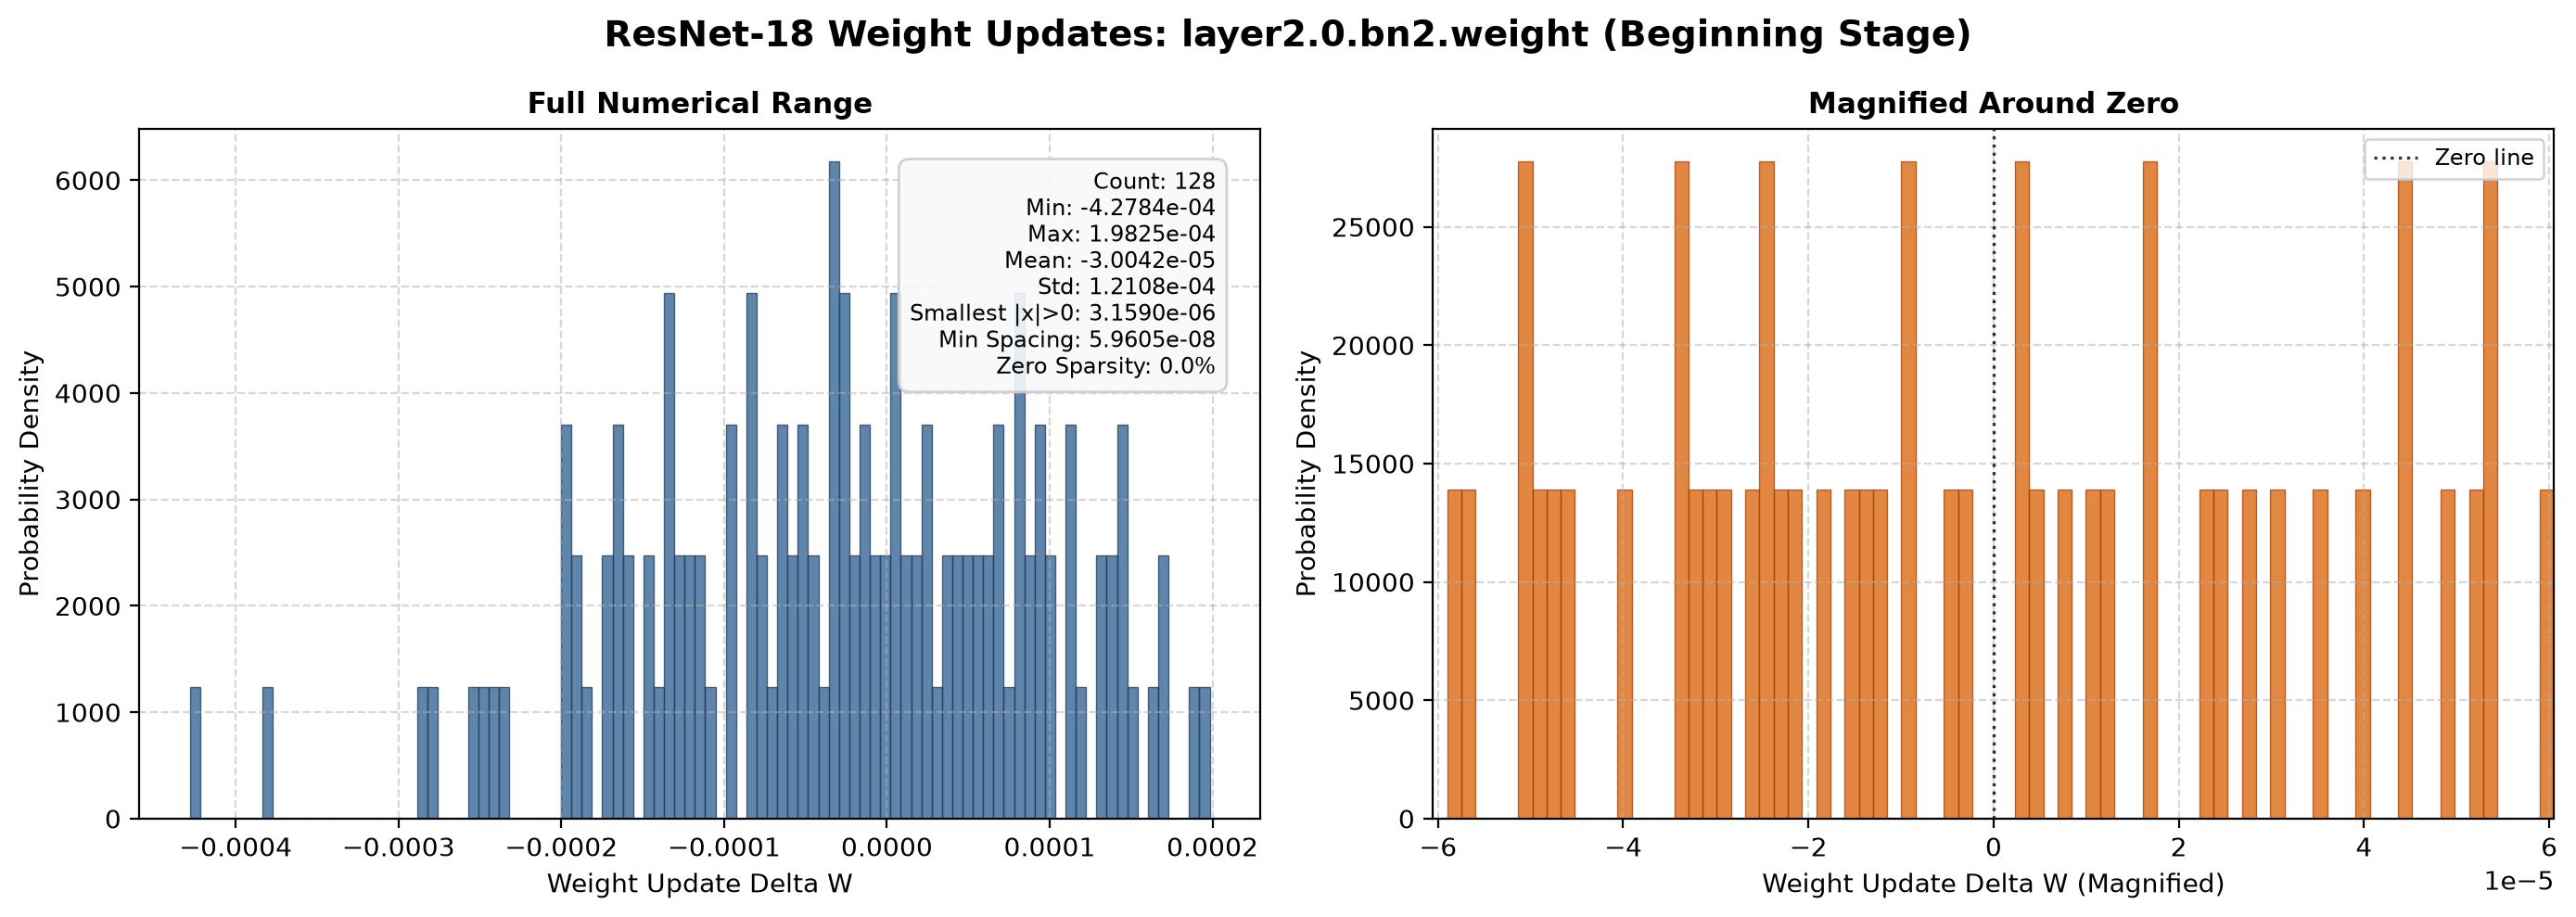 ResNet-18 Weight Updates: layer2.0.bn2.weight (Beginning Stage)
Full Numerical Range
Probability Density
6000
5000
4000
3000
2000
1000
0
Count: 128
Min: -4.2784e-04
Max: 1.9825e-04
Mean: -3.0042e-05
Std: 1.2108e-04
Smallest |x|>0: 3.1590e-06
Min Spacing: 5.9605e-08
Zero Sparsity: 0.0%
−0.0004 −0.0003 −0.0002 −0.0001 0.0000 0.0001 0.0002
Weight Update Delta W
Magnified Around Zero
Probability Density
25000
20000
15000
10000
5000
0
Zero line
−6 −4 −2 0 2 4 6
1e−5
Weight Update Delta W (Magnified)